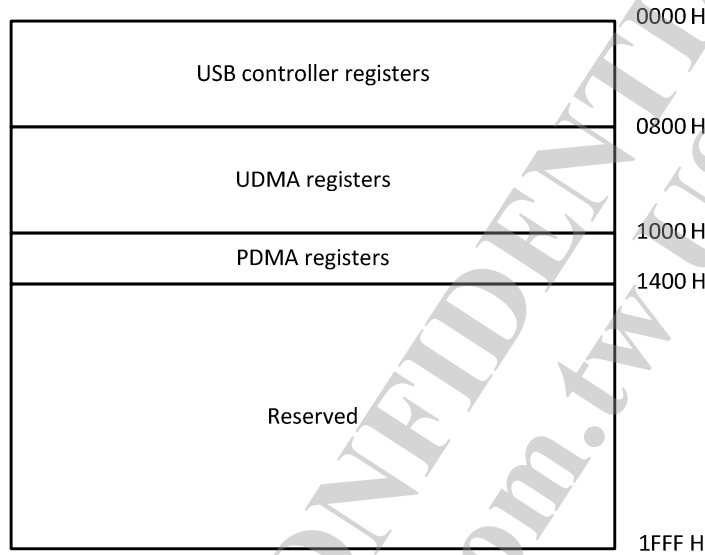 0000 H
USB controller registers
0800 H
UDMA registers
1000 H
PDMA registers
1400 H
Reserved
1FFF H